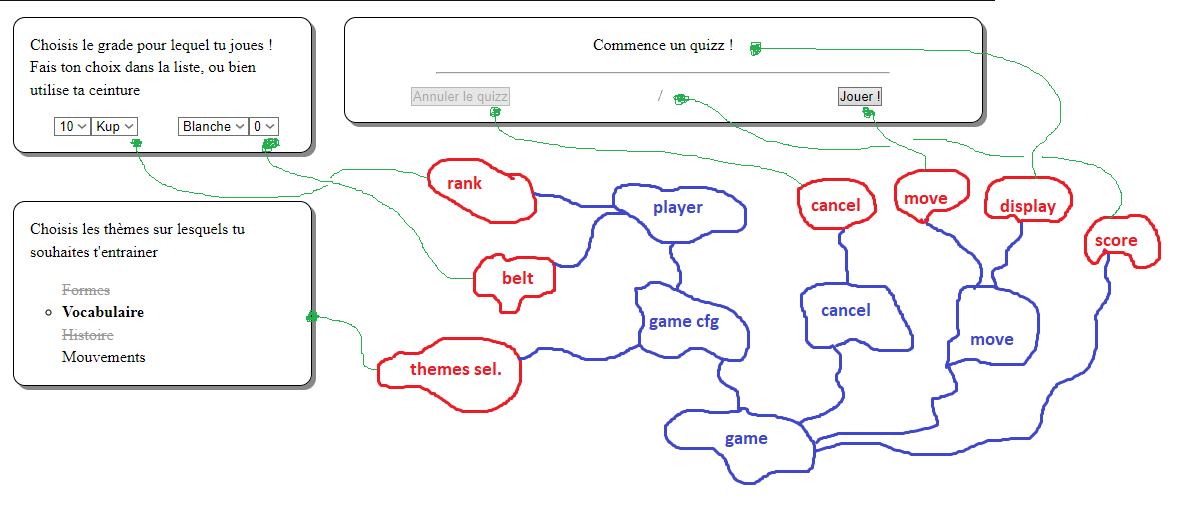 Choisis le grade pour lequel tu joues !
Fais ton choix dans la liste, ou bien
utilise ta ceinture
10 Kup Blanche 0
Commence un quizz !
Annuler le quizz / Jouer !
Choisis les thèmes sur lesquels tu
souhaites t'entrainer
Formes
Vocabulaire
Histoire
Mouvements
rank
player
cancel
move
display
score
belt
game cfg
cancel
move
themes sel.
game